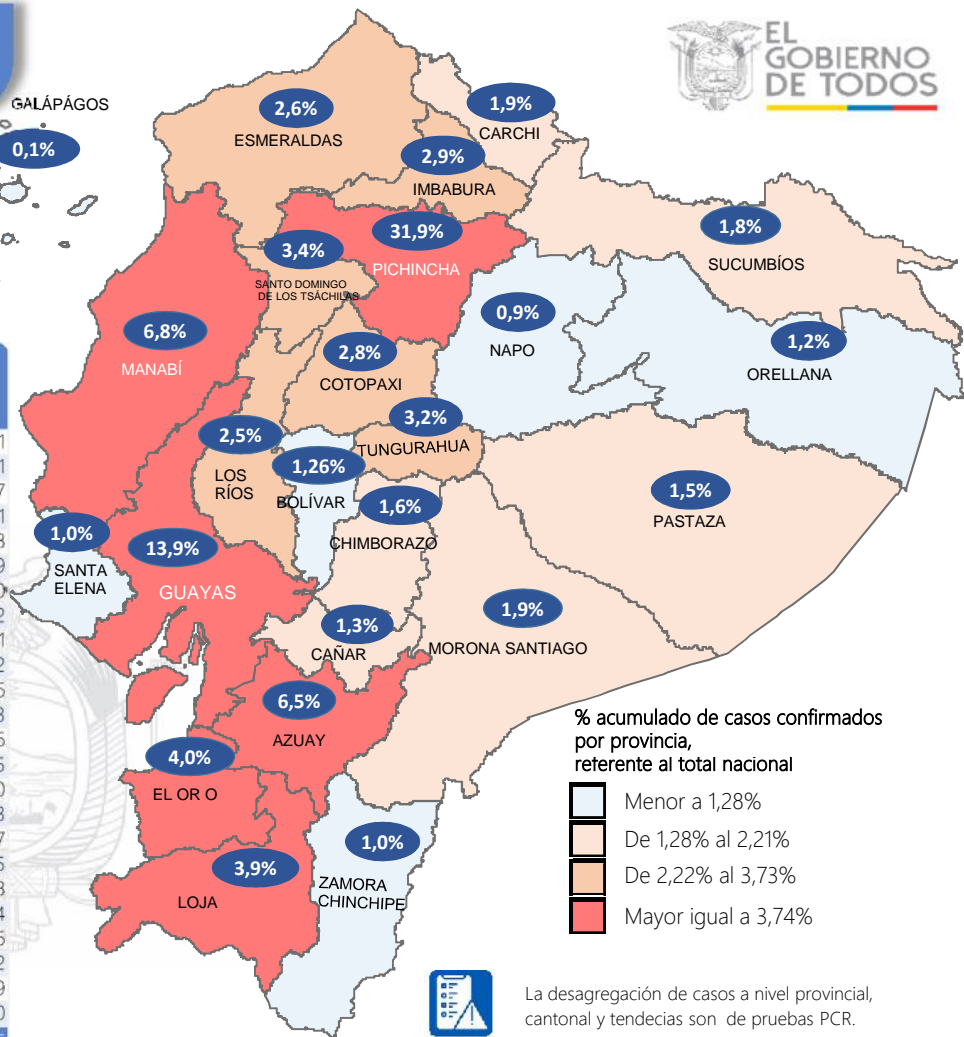 EL
GOBIERNO
DE TODOS
GALÁPÁGOS
0,1%
2,6%
ESMERALDAS
1,9%
CARCHI
2,9%
IMBABURA
1,8%
SUCUMBÍOS
31,9%
PICHINCHA
3,4%
SANTO DOMINGO
DE LOS TSÁCHILAS
6,8%
MANABÍ
0,9%
NAPO
1,2%
ORELLANA
2,8%
COTOPAXI
3,2%
TUNGURAHUA
2,5%
LOS
RÍOS
1,26%
BOLÍVAR
1,6%
CHIMBORAZO
1,5%
PASTAZA
1,0%
SANTA
ELENA
13,9%
GUAYAS
1,3%
CAÑAR
1,9%
MORONA SANTIAGO
6,5%
AZUAY
4,0%
EL OR O
3,9%
LOJA
1,0%
ZAMORA
CHINCHIPE
% acumulado de casos confirmados
por provincia,
referente al total nacional
Menor a 1,28%
De 1,28% al 2,21%
De 2,22% al 3,73%
Mayor igual a 3,74%
La desagregación de casos a nivel provincial,
cantonal y tendecias son de pruebas PCR.